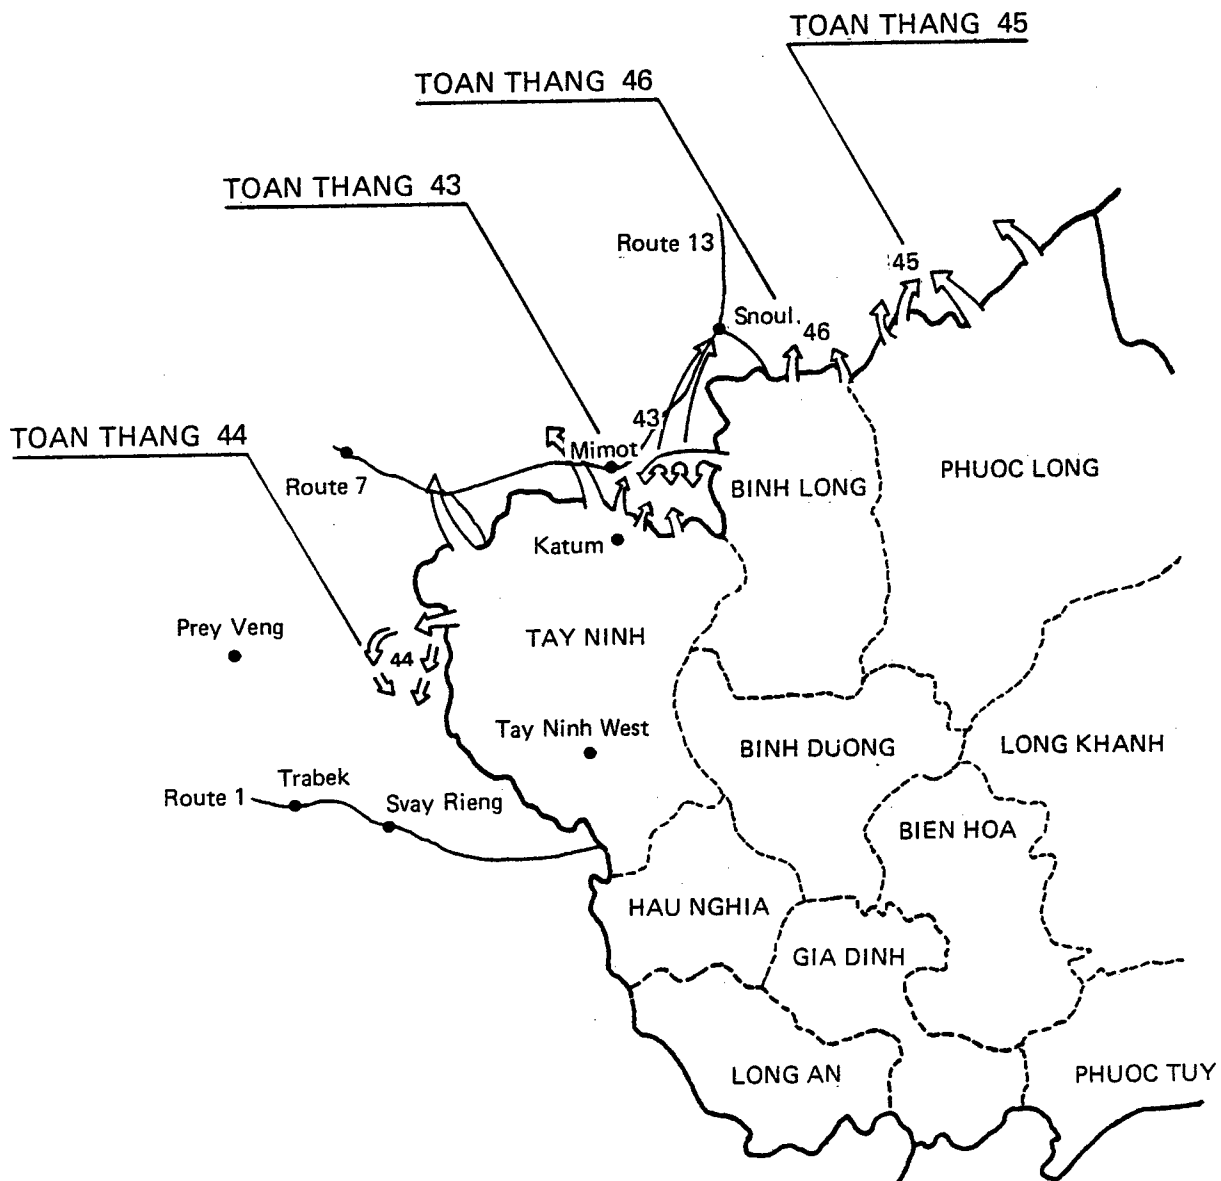 TOAN THANG 45
TOAN THANG 46
TOAN THANG 43
Route 13
45
Snoul.
46
43
TOAN THANG 44
Mimot
Route 7
BINH LONG
PHUOC LONG
Katum
Prey Veng
TAY NINH
44
Tay Ninh West
BINH DUONG
LONG KHANH
Trabek
Route 1
Svay Rieng
BIEN HOA
HAU NGHIA
GIA DINH
LONG AN
PHUOC TUY